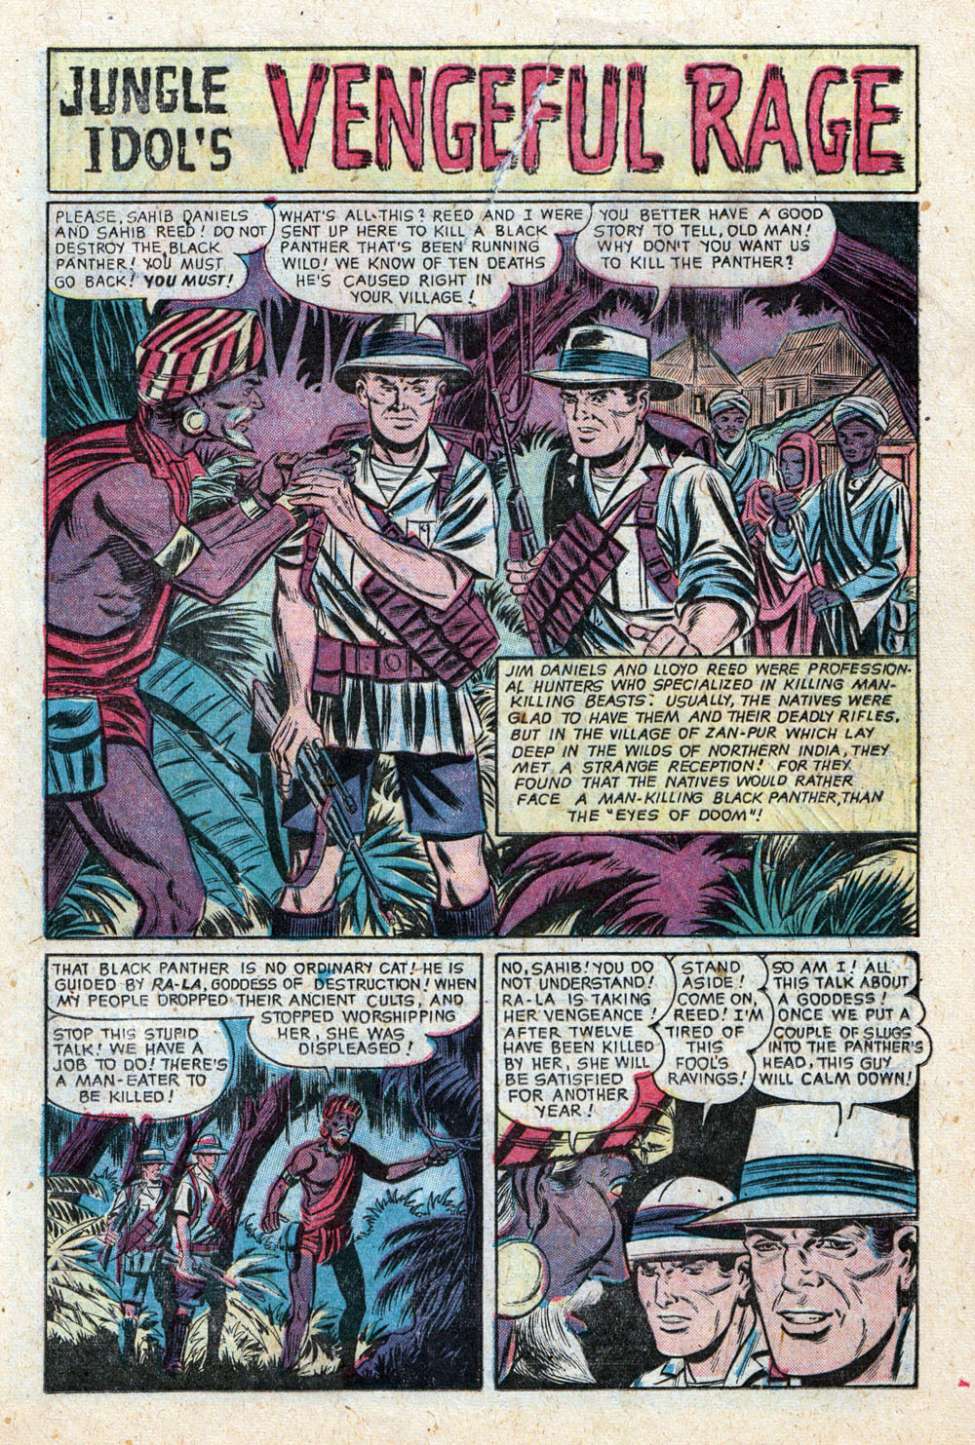 JUNGLE
IDOL'S
VENGEFUL RAGE
PLEASE, SAHIB DANIELS
AND SAHIB REED! DO NOT
DESTROY THE BLACK
PANTHER! YOU MUST
GO BACK! YOU MUST!
WHAT'S ALL THIS? REED AND I WERE
SENT UP HERE TO KILL A BLACK
PANTHER THAT'S BEEN RUNNING
WILD! WE KNOW OF TEN DEATHS
HE'S CAUSED RIGHT IN
YOUR VILLAGE!
YOU BETTER HAVE A GOOD
STORY TO TELL, OLD MAN!
WHY DON'T YOU WANT US
TO KILL THE PANTHER?
JIM DANIELS AND LLOYD REED WERE PROFESSION-
AL HUNTERS WHO SPECIALIZED IN KILLING MAN-
KILLING BEASTS. USUALLY, THE NATIVES WERE
GLAD TO HAVE THEM AND THEIR DEADLY RIFLES.
BUT IN THE VILLAGE OF ZAN-PUR WHICH LAY
DEEP IN THE WILDS OF NORTHERN INDIA, THEY
MET A STRANGE RECEPTION! FOR THEY
FOUND THAT THE NATIVES WOULD RATHER
FACE A MAN-KILLING BLACK PANTHER, THAN
THE "EYES OF DOOM"!
THAT BLACK PANTHER IS NO ORDINARY CAT! HE IS
GUIDED BY RA-LA, GODDESS OF DESTRUCTION! WHEN
MY PEOPLE DROPPED THEIR ANCIENT CULTS, AND
STOPPED WORSHIPPING
HER, SHE WAS
DISPLEASED!
STOP THIS STUPID
TALK! WE HAVE A
JOB TO DO! THERE'S
A MAN-EATER TO
BE KILLED!
NO, SAHIB! YOU DO
NOT UNDERSTAND!
RA-LA IS TAKING
HER VENGEANCE!
AFTER TWELVE
HAVE BEEN KILLED
BY HER, SHE WILL
BE SATISFIED
FOR ANOTHER
YEAR!
STAND
ASIDE!
COME ON,
REED! I'M
TIRED OF
THIS
FOOL'S
RAVINGS!
SO AM I! ALL
THIS TALK ABOUT
A GODDESS!
ONCE WE PUT A
COUPLE OF SLUGS
INTO THE PANTHER'S
HEAD, THIS GUY
WILL CALM DOWN!